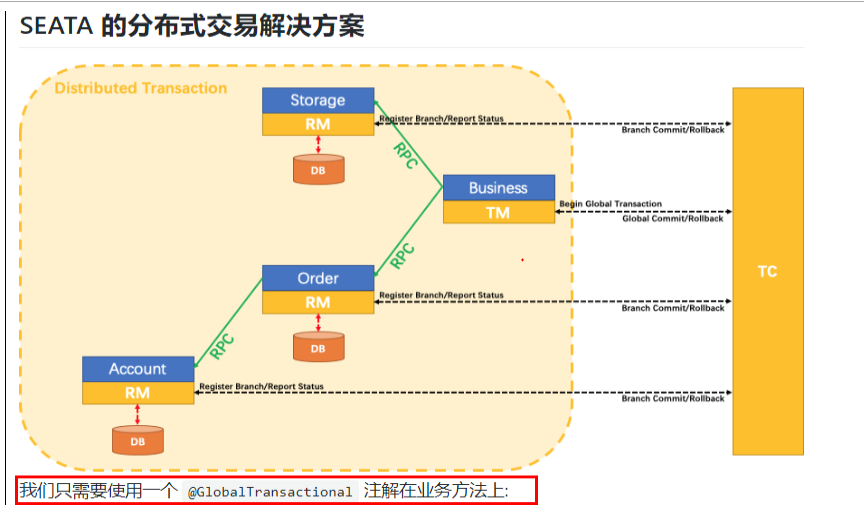 SEATA 的分布式交易解决方案
Distributed Transaction
Storage
RM
DB
Register Branch/Report Status
Branch Commit/Rollback
RPC
Business
TM
Begin Global Transaction
Global Commit/Rollback
TC
RPC
Order
RM
DB
Register Branch/Report Status
Branch Commit/Rollback
RPC
Account
RM
DB
Register Branch/Report Status
Branch Commit/Rollback
我们只需要使用一个 @GlobalTransactional 注解在业务方法上: